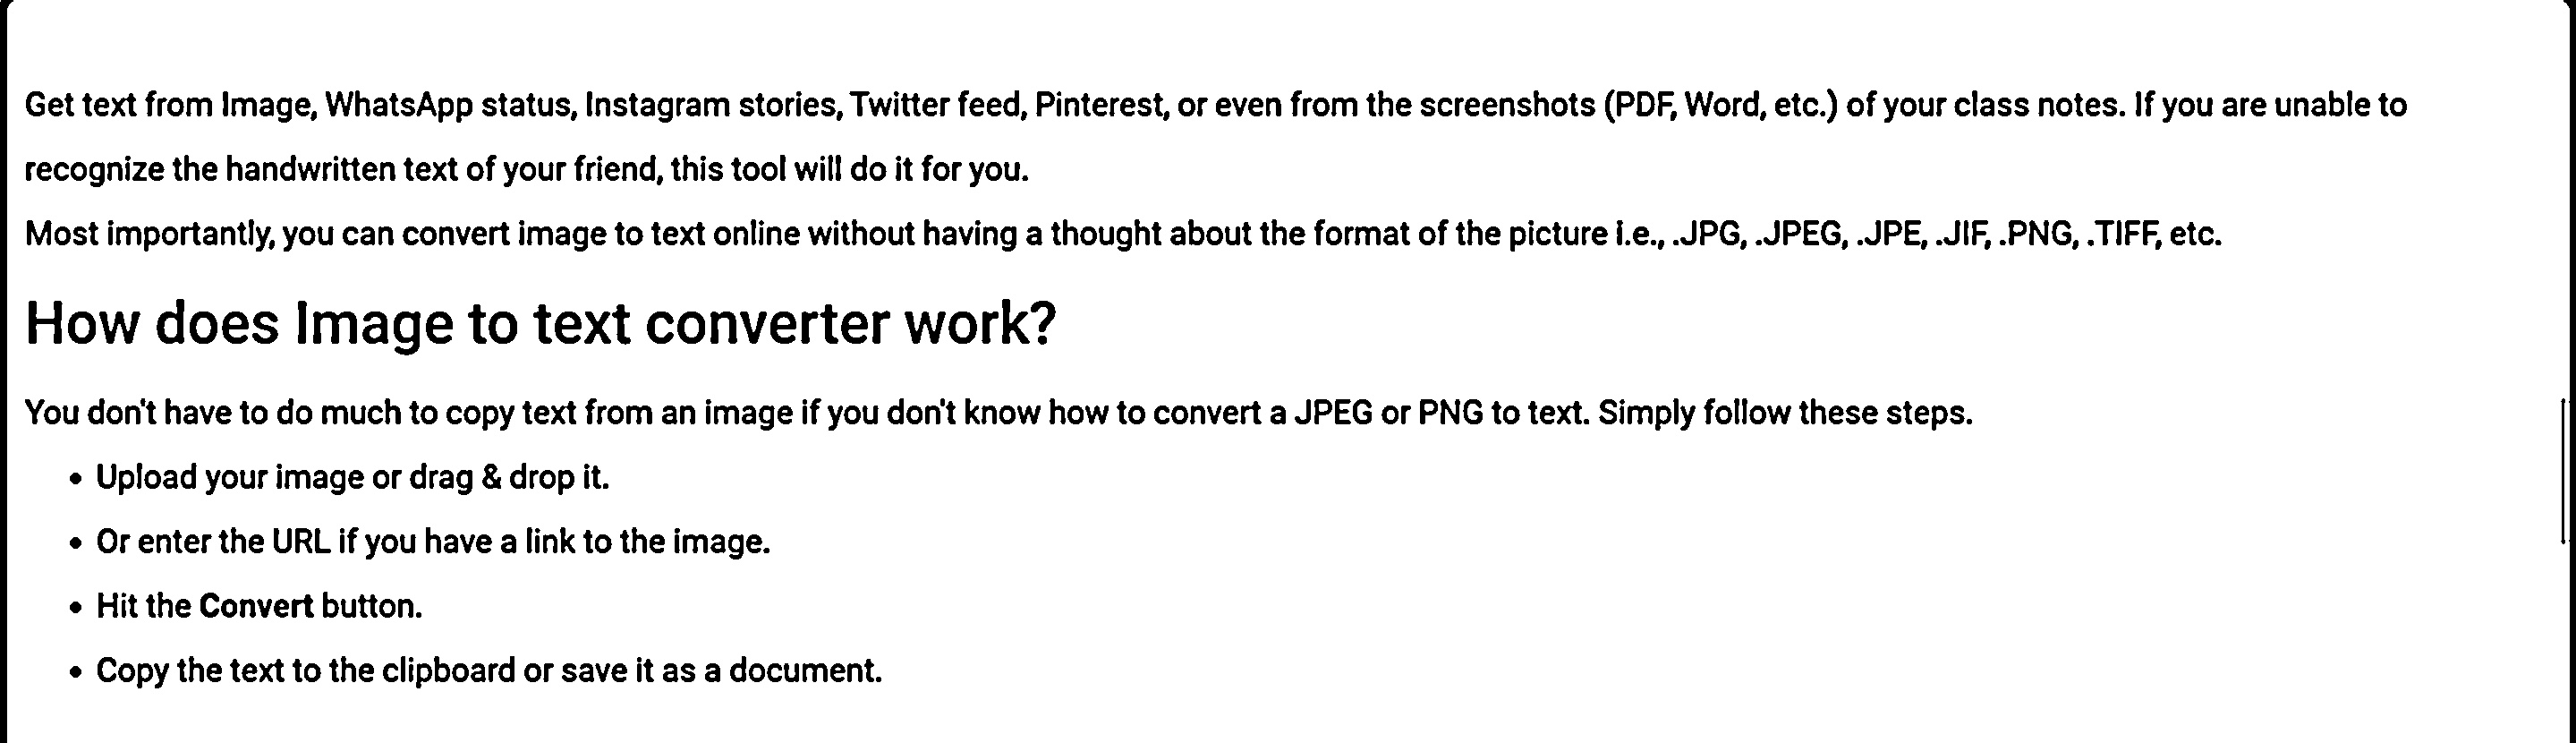 Get text from Image, WhatsApp status, Instagram stories, Twitter feed, Pinterest, or even from the screenshots (PDF, Word, etc.) of your class notes. If you are unable to
recognize the handwritten text of your friend, this tool will do it for you.
Most importantly, you can convert image to text online without having a thought about the format of the picture i.e., .JPG, .JPEG, .JPE, .JIF, .PNG, .TIFF, etc.
How does Image to text converter work?
You don't have to do much to copy text from an image if you don't know how to convert a JPEG or PNG to text. Simply follow these steps.
• Upload your image or drag & drop it.
• Or enter the URL if you have a link to the image.
• Hit the Convert button.
• Copy the text to the clipboard or save it as a document.